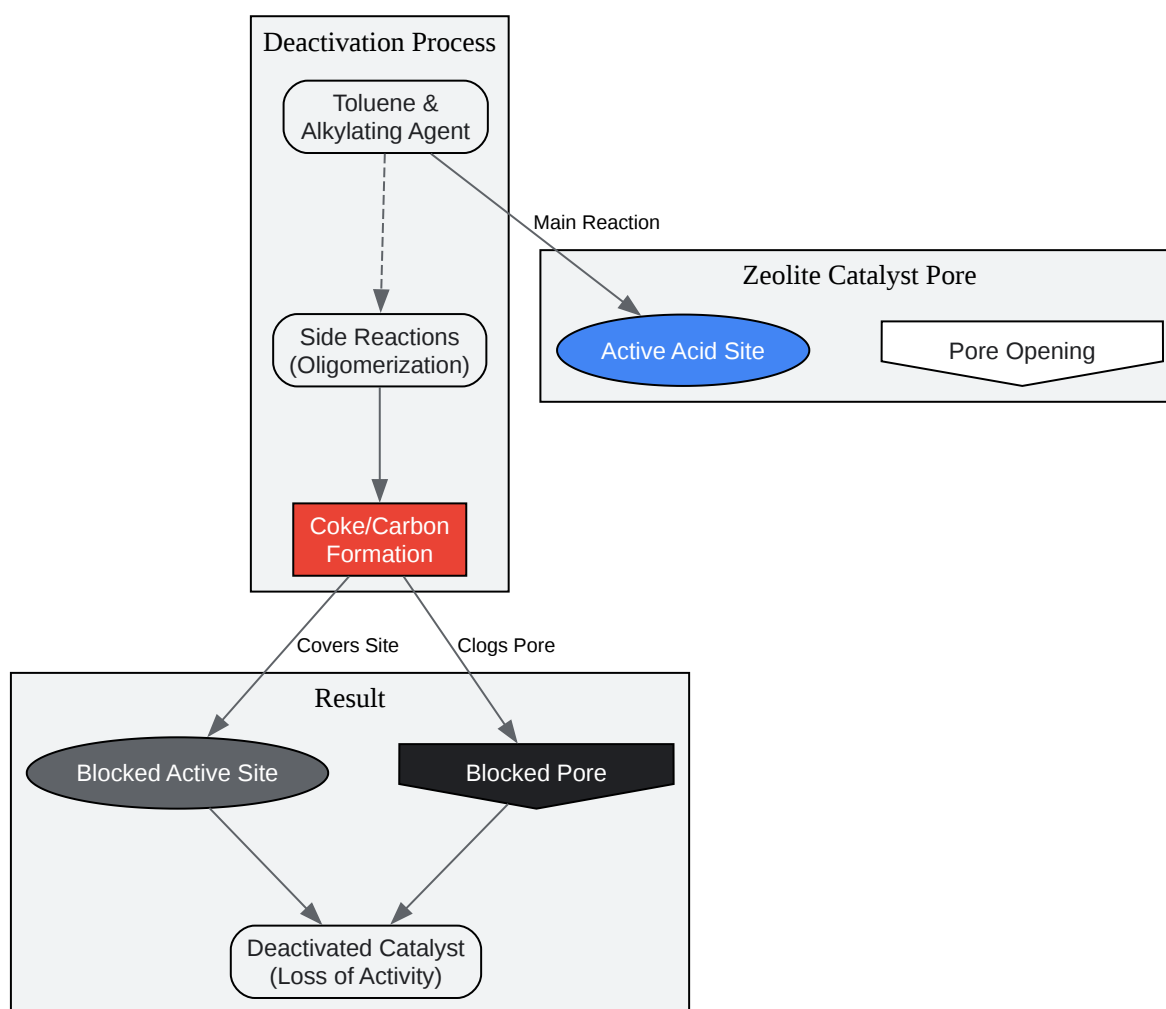 Deactivation Process
Toluene &
Alkylating Agent
Main Reaction
Zeolite Catalyst Pore
Side Reactions
(Oligomerization)
Active Acid Site
Pore Opening
Coke/Carbon
Formation
Covers Site
Clogs Pore
Result
Blocked Active Site
Blocked Pore
Deactivated Catalyst
(Loss of Activity)